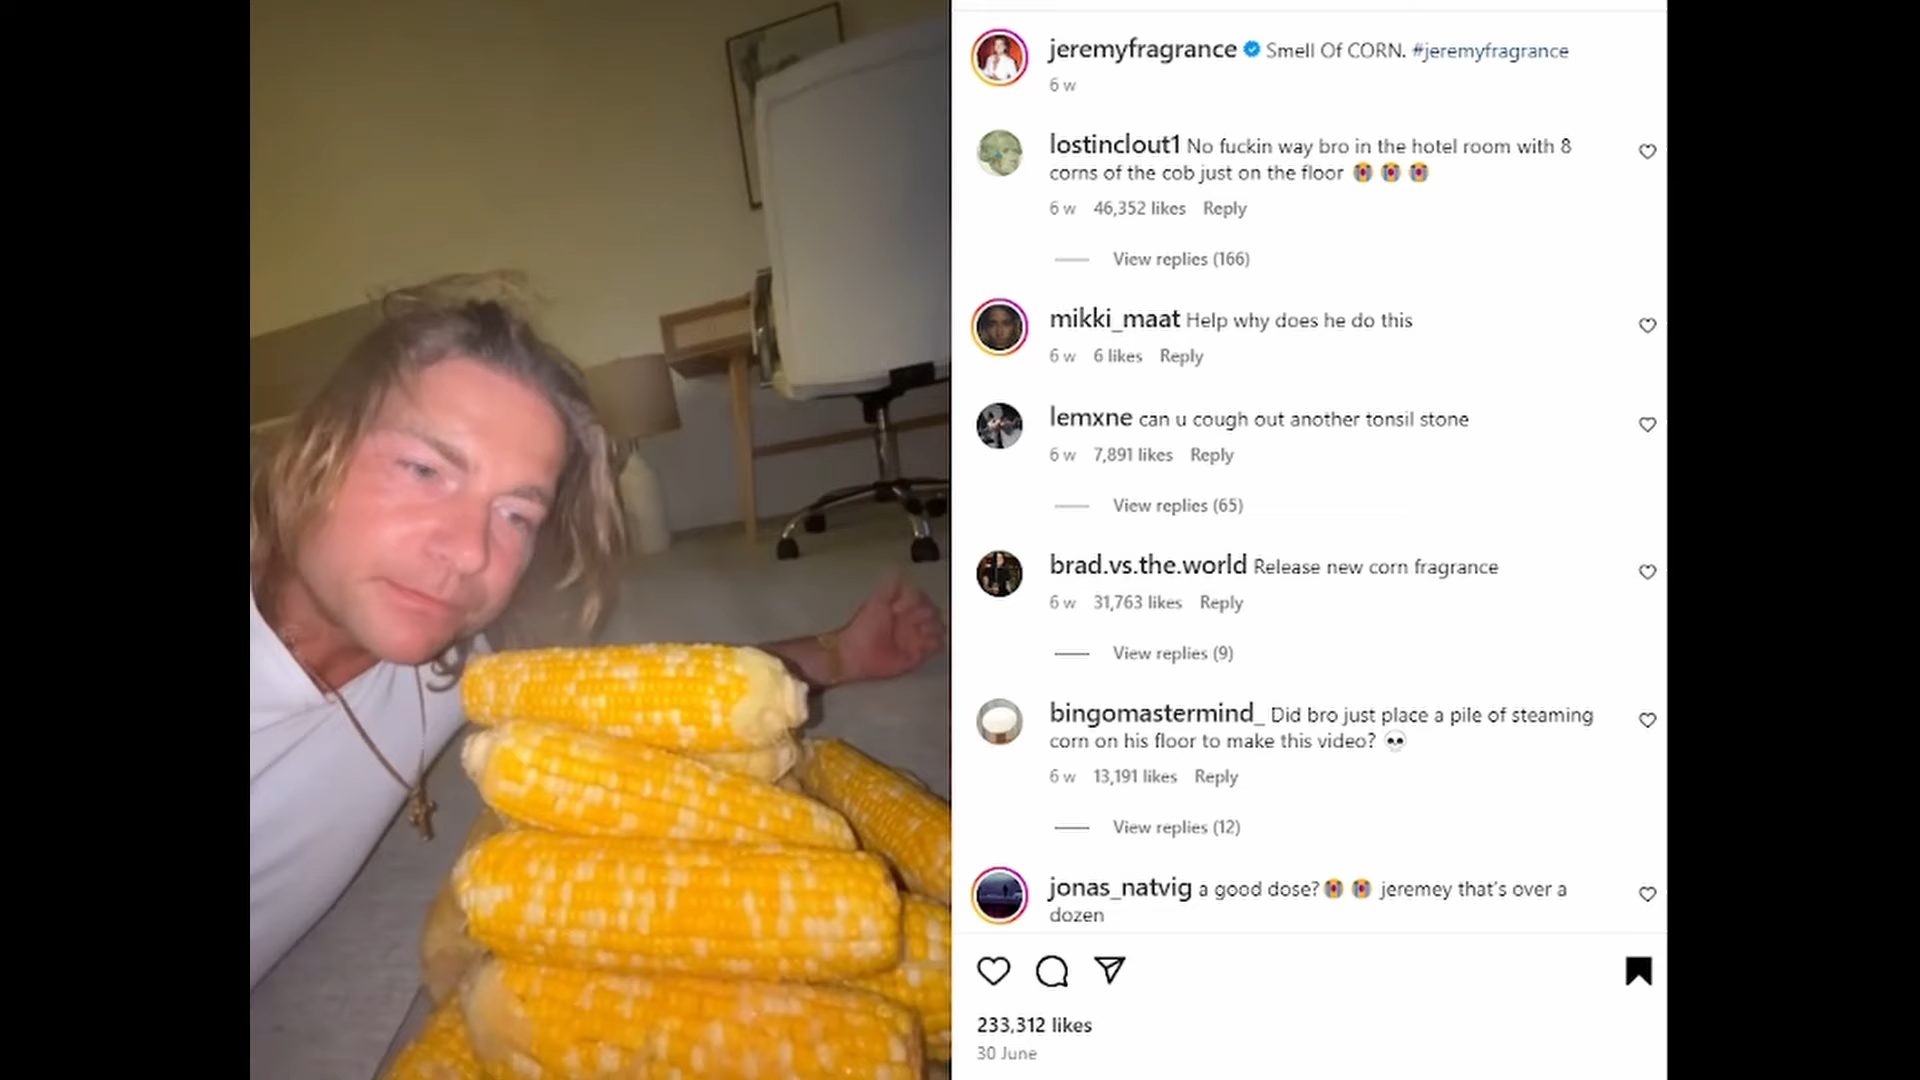 jeremyfragrance Smell Of CORN. #jeremyfragrance
6 w
lostinclout1 No fuckin way bro in the hotel room with 8
corns of the cob just on the floor 😭 😭 😭
6 w 46,352 likes Reply
View replies (166)
mikki_maat Help why does he do this
6 w 6 likes Reply
lemxne can u cough out another tonsil stone
6 w 7,891 likes Reply
View replies (65)
brad.vs.the.world Release new corn fragrance
6 w 31,763 likes Reply
View replies (9)
bingomastermind_ Did bro just place a pile of steaming
corn on his floor to make this video? 💀
6 w 13,191 likes Reply
View replies (12)
jonas_natvig a good dose?😭 😭 jeremey that's over a
dozen
233,312 likes
30 June